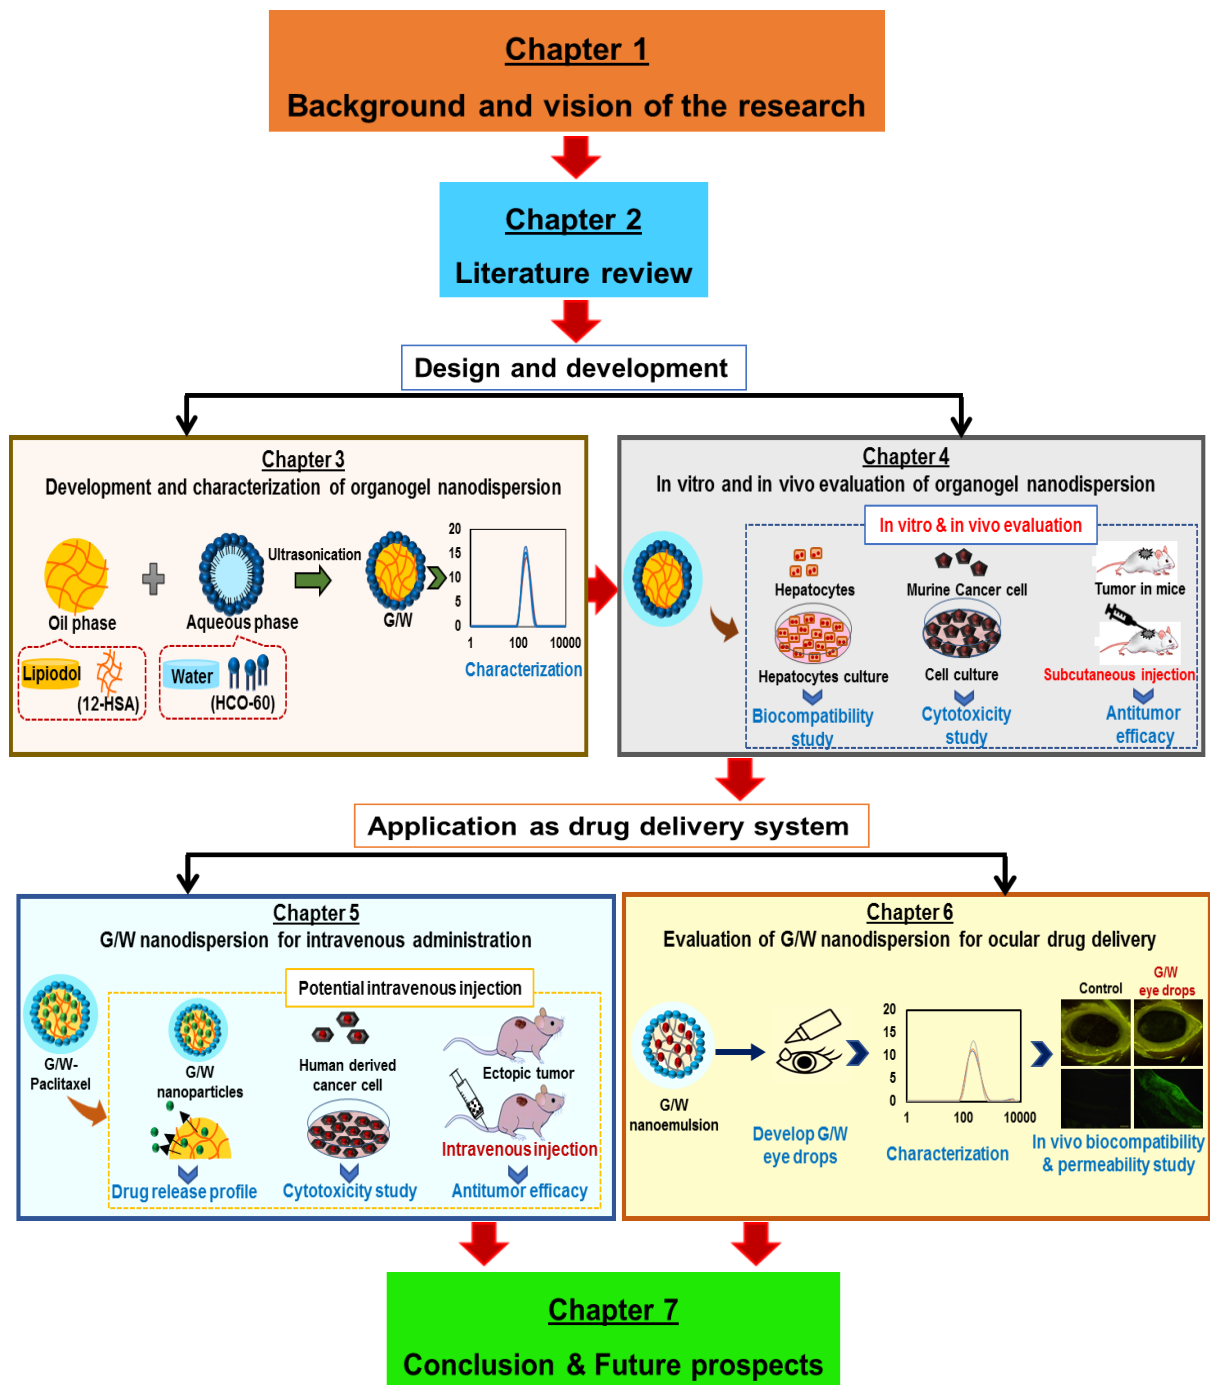 Chapter 1
Background and vision of the research
Chapter 2
Literature review
Design and development
Chapter 3
Development and characterization of organogel nanodispersion
Oil phase
Aqueous phase
Ultrasonication
G/W
20
15
10
5
0
1
100
10000
Characterization
Lipiodol
(12-HSA)
Water
(HCO-60)
Chapter 4
In vitro and in vivo evaluation of organogel nanodispersion
In vitro & in vivo evaluation
Hepatocytes
Hepatocytes culture
Biocompatibility
study
Murine Cancer cell
Cell culture
Cytotoxicity
study
Tumor in mice
Subcutaneous injection
Antitumor
efficacy
Application as drug delivery system
Chapter 5
G/W nanodispersion for intravenous administration
Potential intravenous injection
G/W-
Paclitaxel
G/W
nanoparticles
Drug release profile
Human derived
cancer cell
Cytotoxicity study
Ectopic tumor
Intravenous injection
Antitumor efficacy
Chapter 6
Evaluation of G/W nanodispersion for ocular drug delivery
G/W
nanoemulsion
Develop G/W
eye drops
20
15
10
5
0
1
100
10000
Characterization
Control
G/W
eye drops
In vivo biocompatibility
& permeability study
Chapter 7
Conclusion & Future prospects